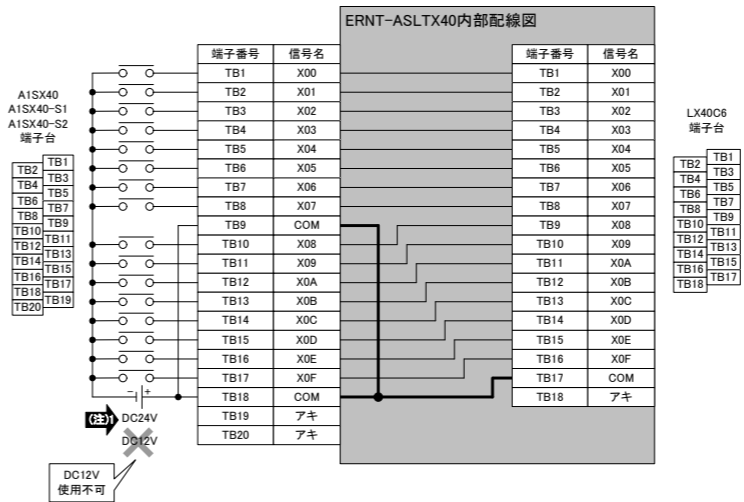 ERNT-ASLTX40内部配線図
A1SX40
A1SX40-S1
A1SX40-S2
端子台
TB1
TB2
TB3
TB4
TB5
TB6
TB7
TB8
TB9
TB10
TB11
TB12
TB13
TB14
TB15
TB16
TB17
TB18
TB19
TB20
端子番号 信号名
TB1 X00
TB2 X01
TB3 X02
TB4 X03
TB5 X04
TB6 X05
TB7 X06
TB8 X07
TB9 COM
TB10 X08
TB11 X09
TB12 X0A
TB13 X0B
TB14 X0C
TB15 X0D
TB16 X0E
TB17 X0F
TB18 COM
TB19 アキ
TB20 アキ
- +
(注)1 DC24V
DC12V
DC12V
使用不可
端子番号 信号名
TB1 X00
TB2 X01
TB3 X02
TB4 X03
TB5 X04
TB6 X05
TB7 X06
TB8 X07
TB9 X08
TB10 X09
TB11 X0A
TB12 X0B
TB13 X0C
TB14 X0D
TB15 X0E
TB16 X0F
TB17 COM
TB18 アキ
LX40C6
端子台
TB1
TB2
TB3
TB4
TB5
TB6
TB7
TB8
TB9
TB10
TB11
TB12
TB13
TB14
TB15
TB16
TB17
TB18